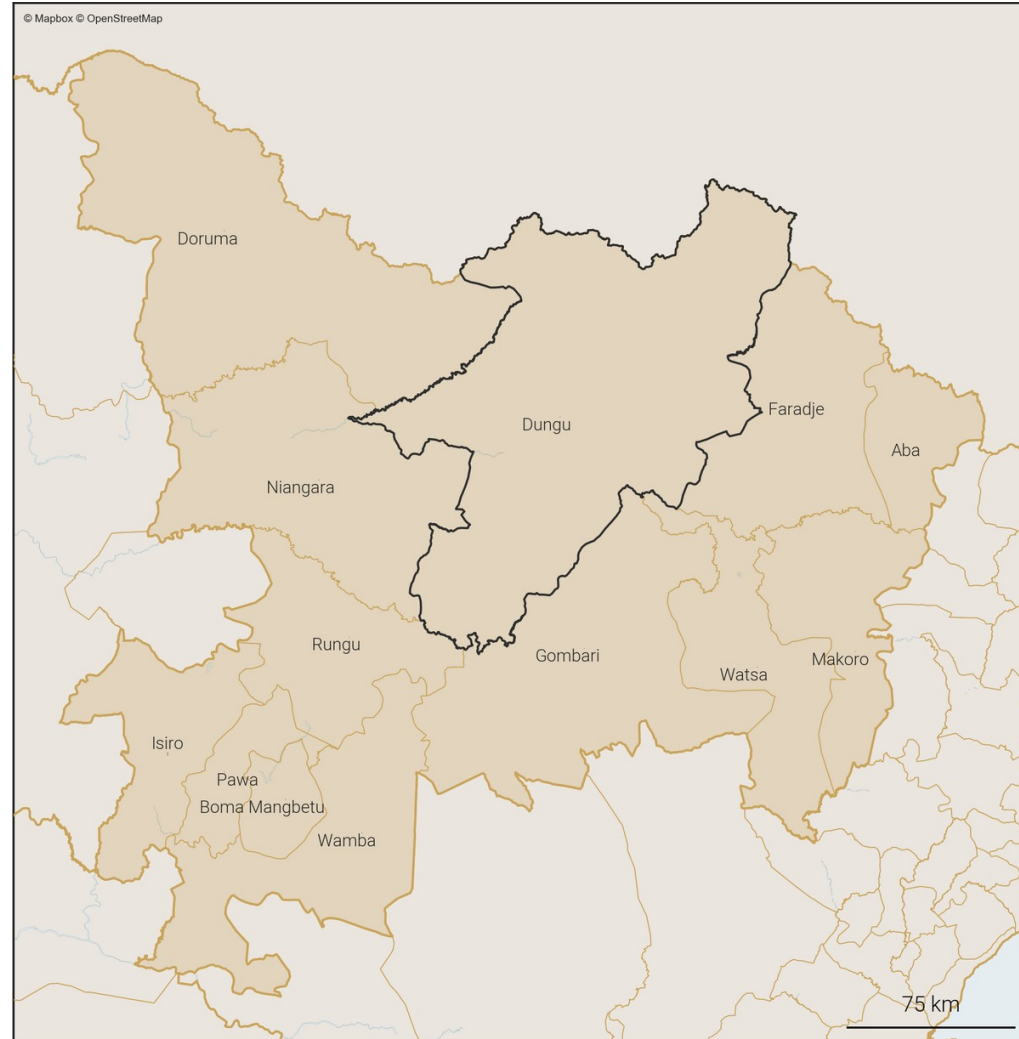 © Mapbox © OpenStreetMap
Doruma
Dungu
Faradje
Aba
Niangara
Rungu
Gombari
Watsa
Makoro
Isiro
Pawa
Boma Mangbetu
Wamba
75 km